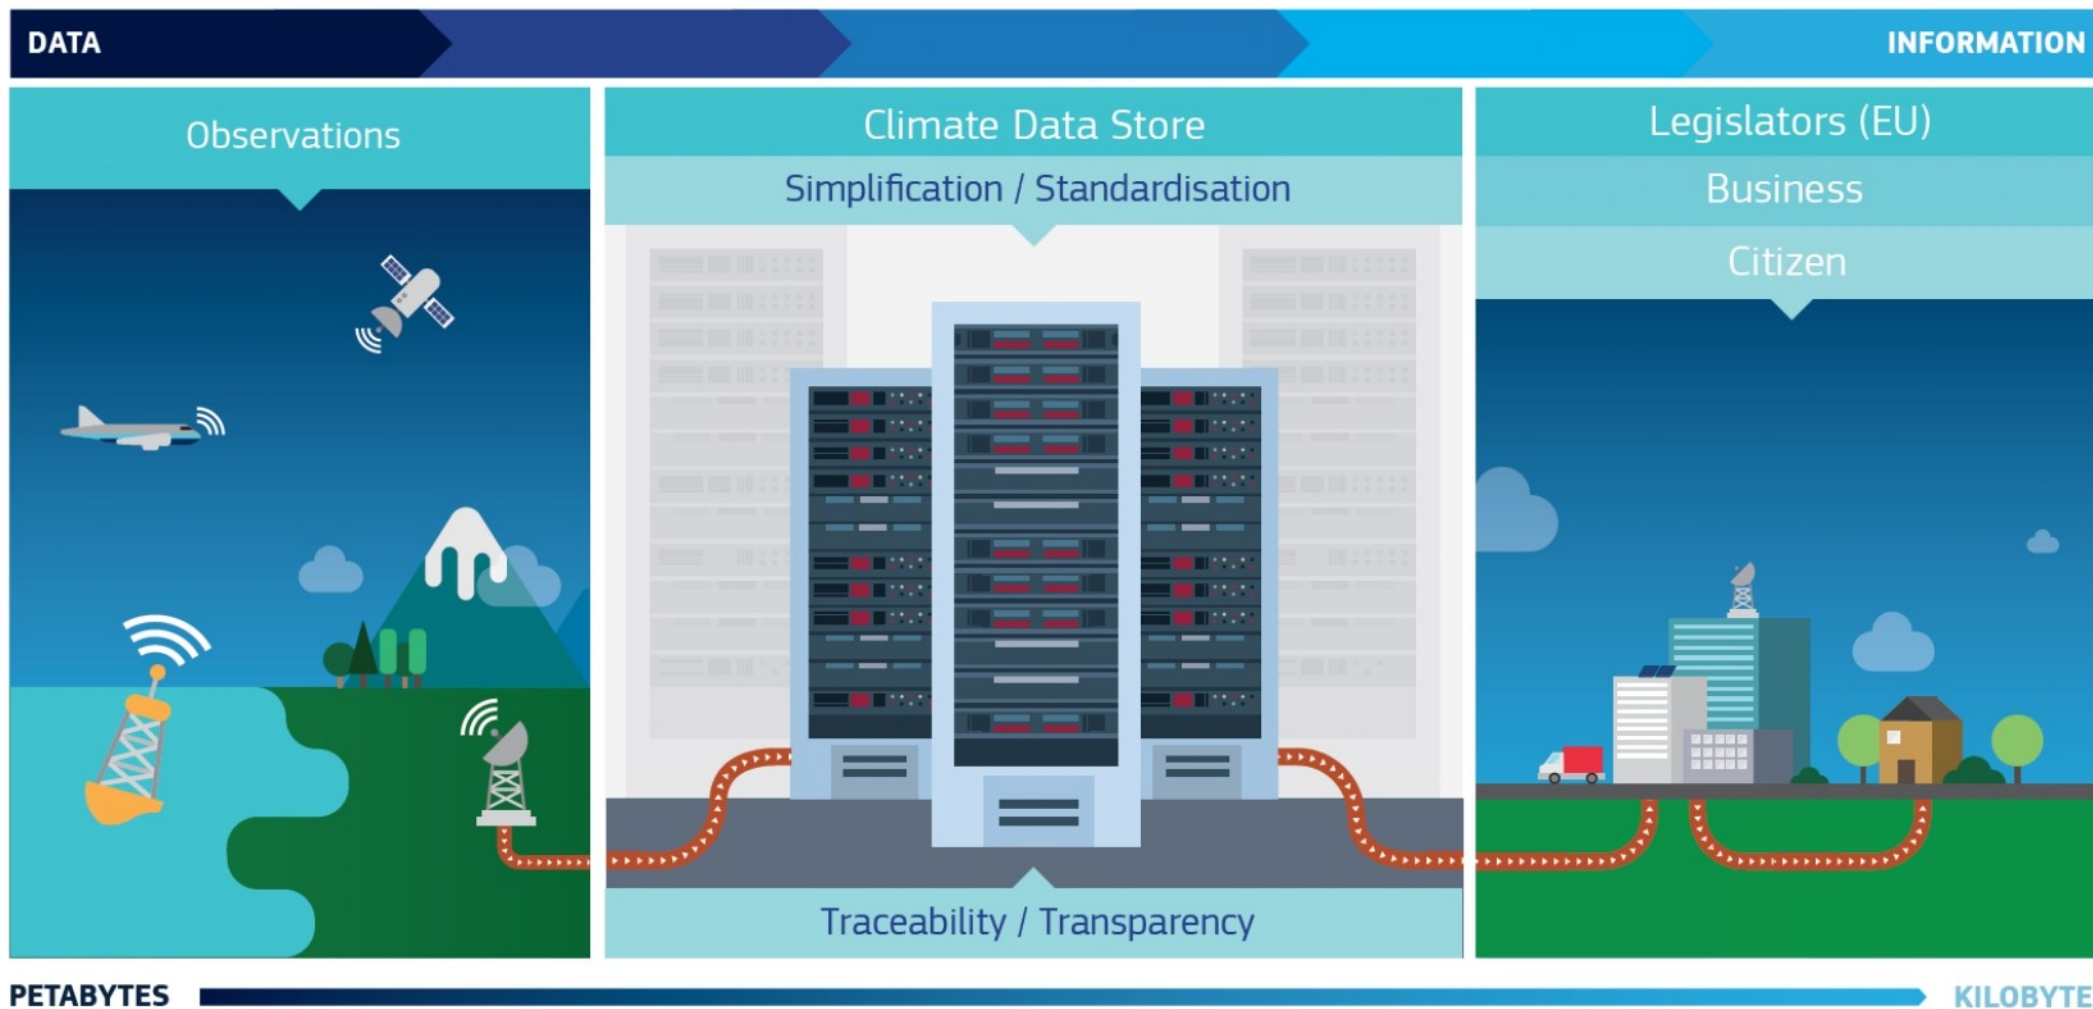 DATA
INFORMATION
Observations
Climate Data Store
Simplification / Standardisation
Traceability / Transparency
Legislators (EU)
Business
Citizen
PETABYTES
KILOBYTE